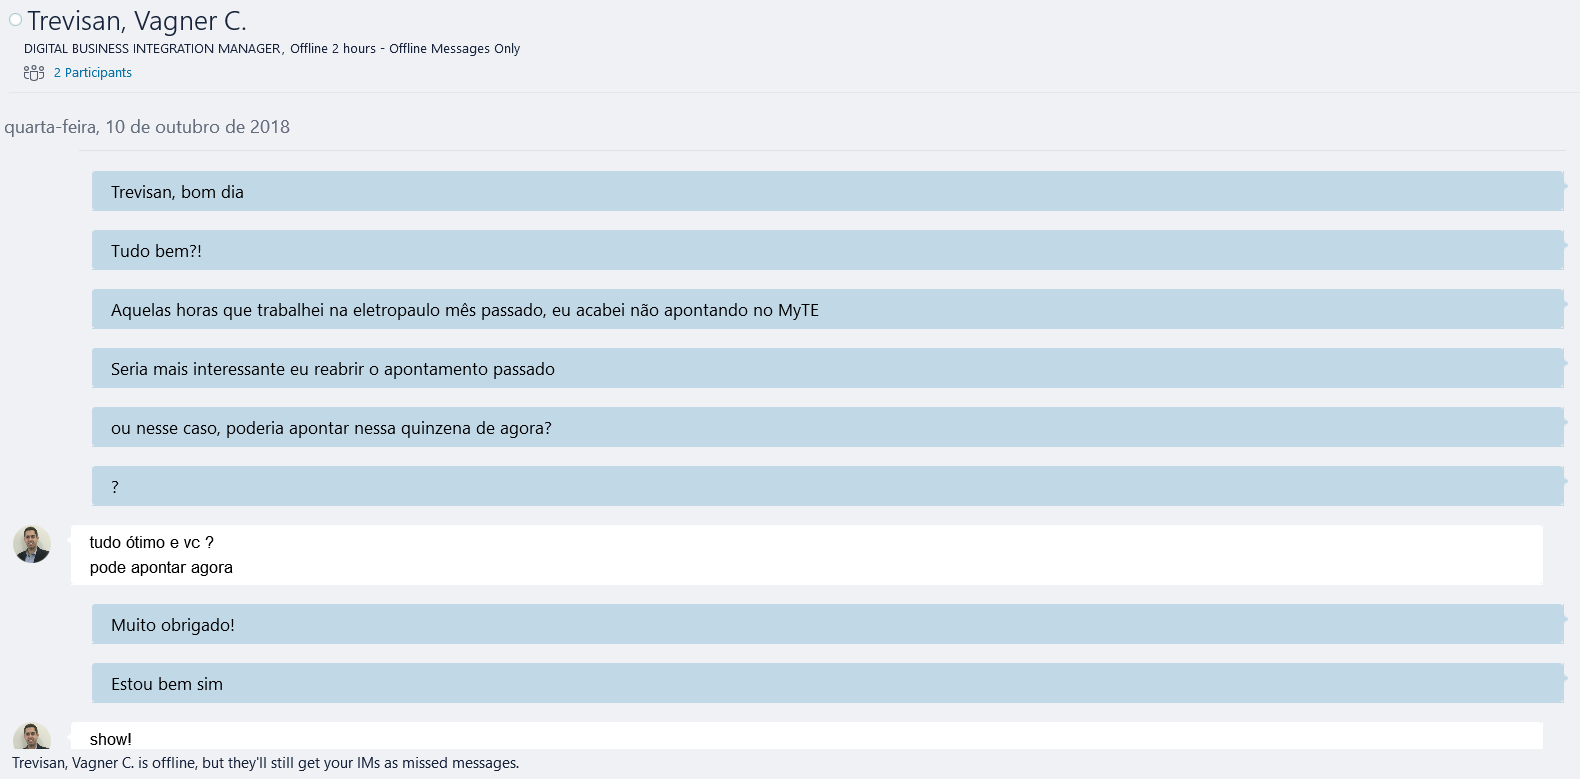 Trevisan, Vagner C.
DIGITAL BUSINESS INTEGRATION MANAGER, Offline 2 hours - Offline Messages Only
2 Participants
quarta-feira, 10 de outubro de 2018
Trevisan, bom dia
Tudo bem?!
Aquelas horas que trabalhei na eletropaulo mês passado, eu acabei não apontando no MyTE
Seria mais interessante eu reabrir o apontamento passado
ou nesse caso, poderia apontar nessa quinzena de agora?
?
tudo ótimo e vc ?
pode apontar agora
Muito obrigado!
Estou bem sim
show!
Trevisan, Vagner C. is offline, but they'll still get your IMs as missed messages.